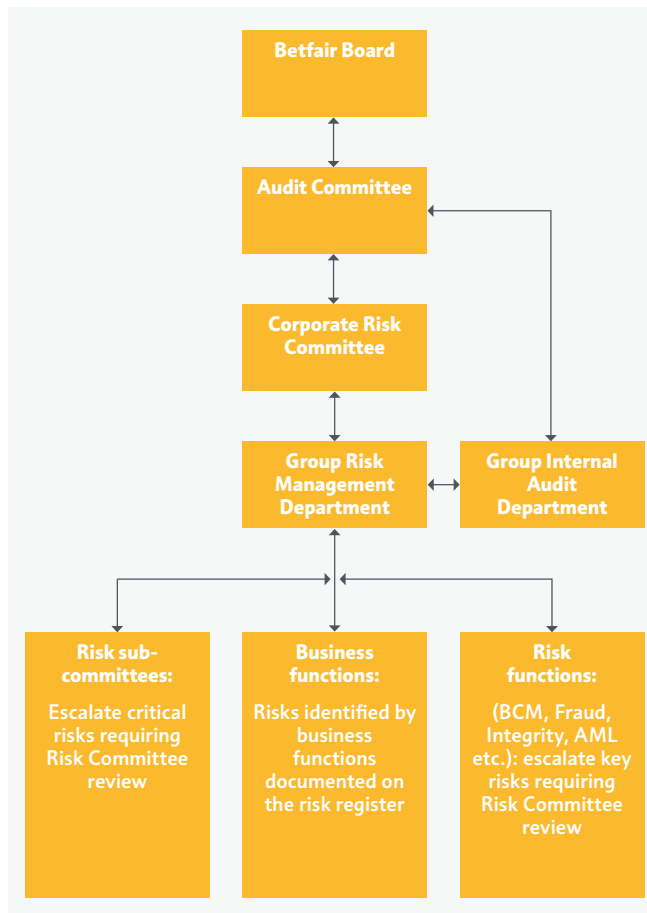 Betfair Board
Audit Committee
Corporate Risk
Committee
Group Risk
Management
Department
Group Internal
Audit
Department
Risk sub-
committees:
Escalate critical
risks requiring
Risk Committee
review
Business
functions:
Risks identified by
business
functions
documented on
the risk register
Risk
functions:
(BCM, Fraud,
Integrity, AML
etc.): escalate key
risks requiring
Risk Committee
review